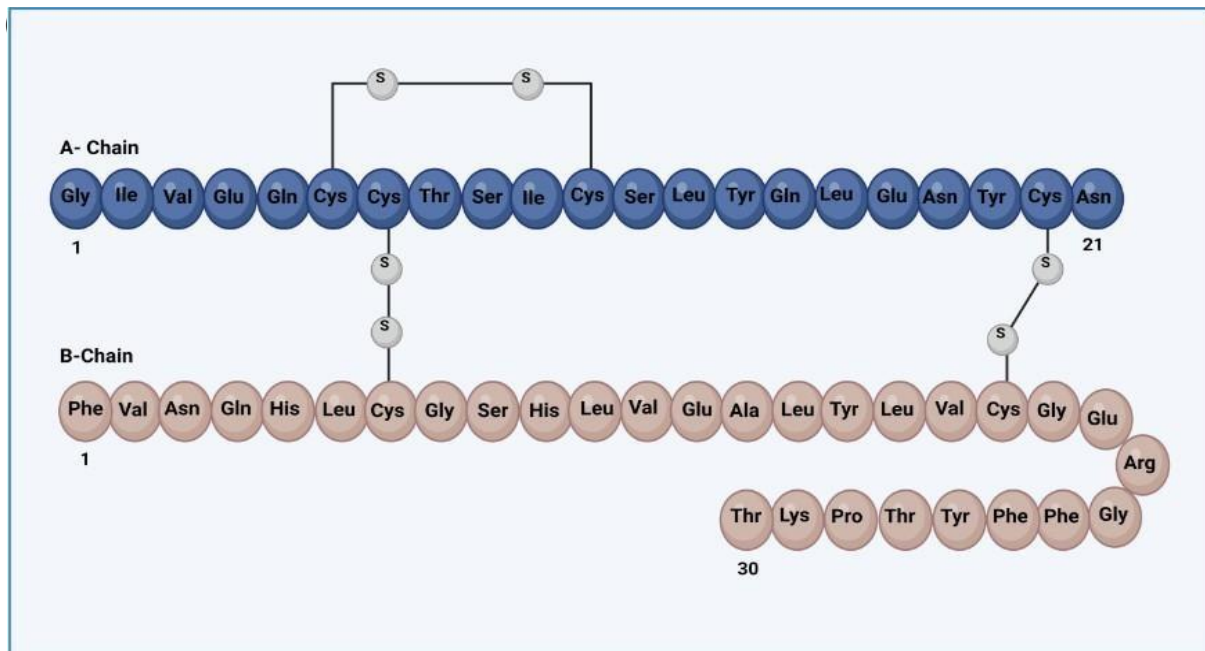 S S
A- Chain
Gly Ile Val Glu Gln Cys Cys Thr Ser Ile Cys Ser Leu Tyr Gln Leu Glu Asn Tyr Cys Asn
1 21
S S
S S
B-Chain
Phe Val Asn Gln His Leu Cys Gly Ser His Leu Val Glu Ala Leu Tyr Leu Val Cys Gly Glu
1
Arg
Thr Lys Pro Thr Tyr Phe Phe Gly
30